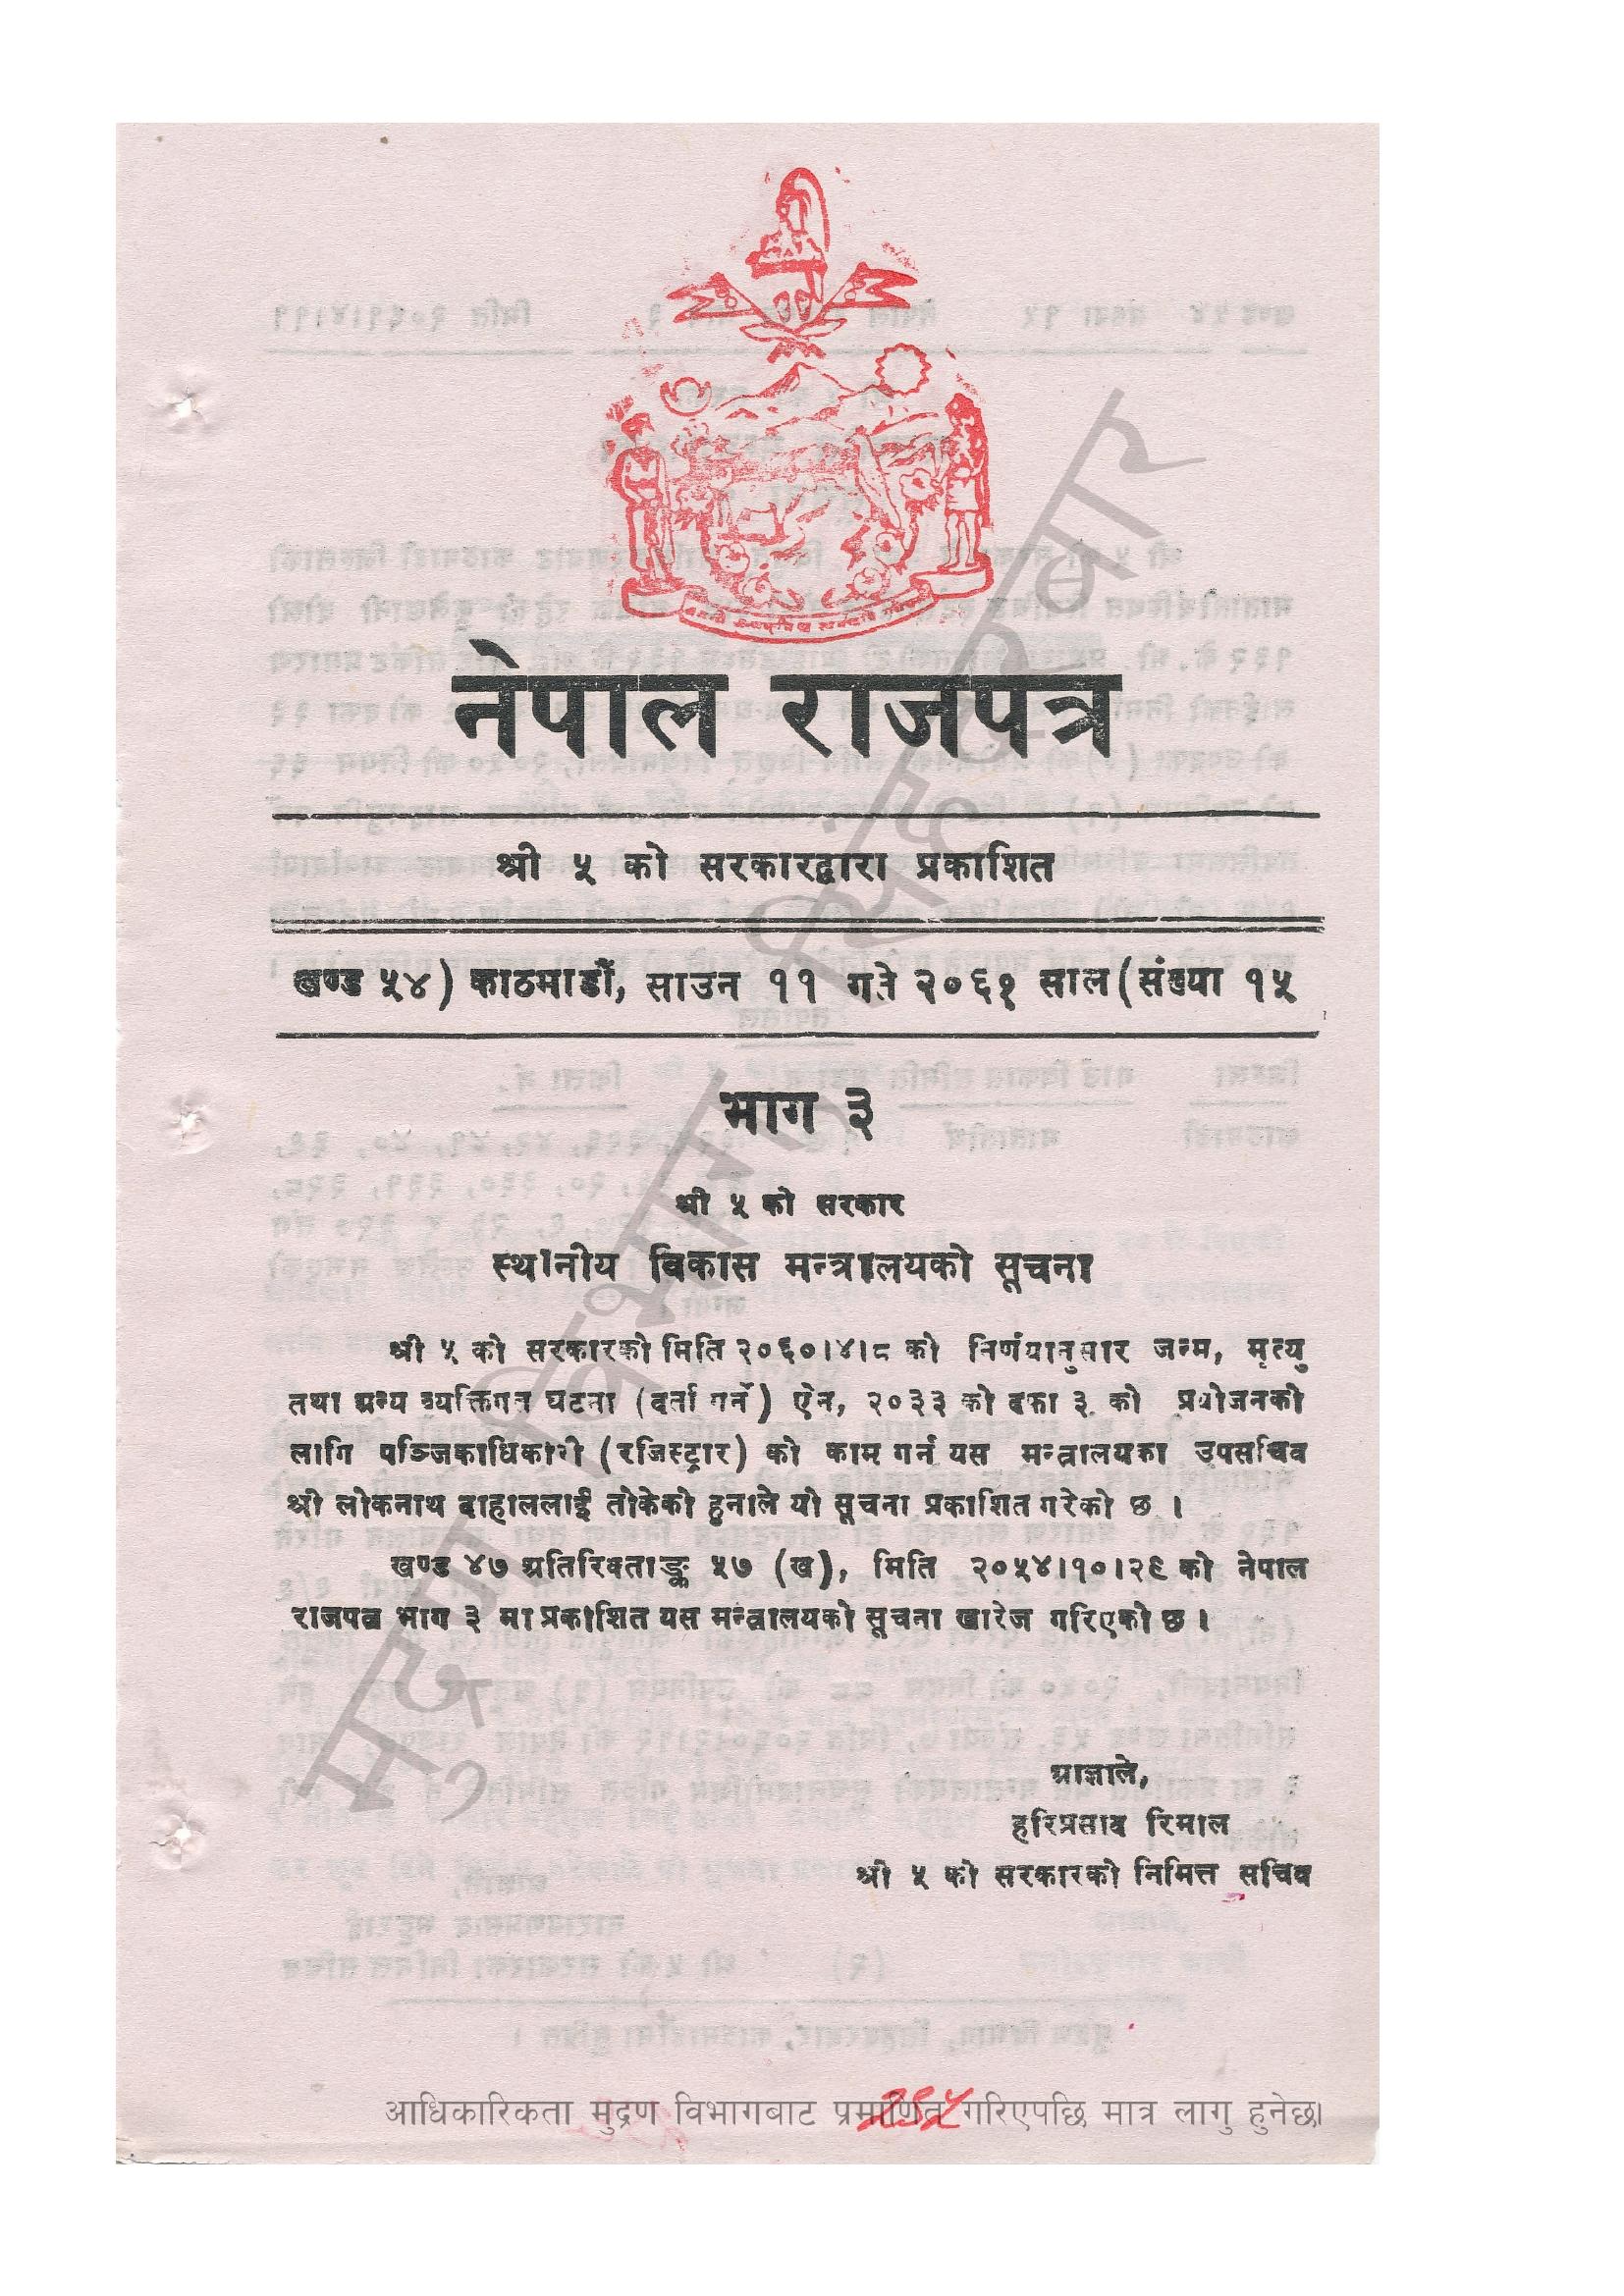 नेपाल राजपत्र
श्री ५ को सरकारद्वारा प्रकाशित
खण्ड ५४) काठमाडौं, साउन ११ गते २०६१ साल (संख्या १५
भाग ३
श्री ५ को सरकार
स्थानीय विकास मन्त्रालयको सूचना
श्री ५ को सरकारको मिति २०६०।४।८ को निर्णयानुसार जन्म, मृत्यु
तथा अन्य व्यक्तिगत घटना (दर्ता गर्ने) ऐन, २०३३ को दफा ३ को प्रयोजनको
लागि पञ्जिकाधिकारी (रजिस्ट्रार) को काम गर्न यस मन्त्रालयका उपसचिव
श्री लोकनाथ दाहाललाई तोकेको हुनाले यो सूचना प्रकाशित गरेको छ ।
खण्ड ४७ अतिरिक्ताङ्क ५७ (ख), मिति २०५४।१०।२९ को नेपाल
राजपत्र भाग ३ मा प्रकाशित यस मन्त्रालयको सूचना खारेज गरिएको छ ।
आज्ञाले,
हरिप्रसाद रिमाल
श्री ५ को सरकारको निमित्त सचिव
मुद्रण विभाग, सिंहदरबार
आधिकारिकता मुद्रण विभागबाट प्रमाणित गरिएपछि मात्र लागु हुनेछ।